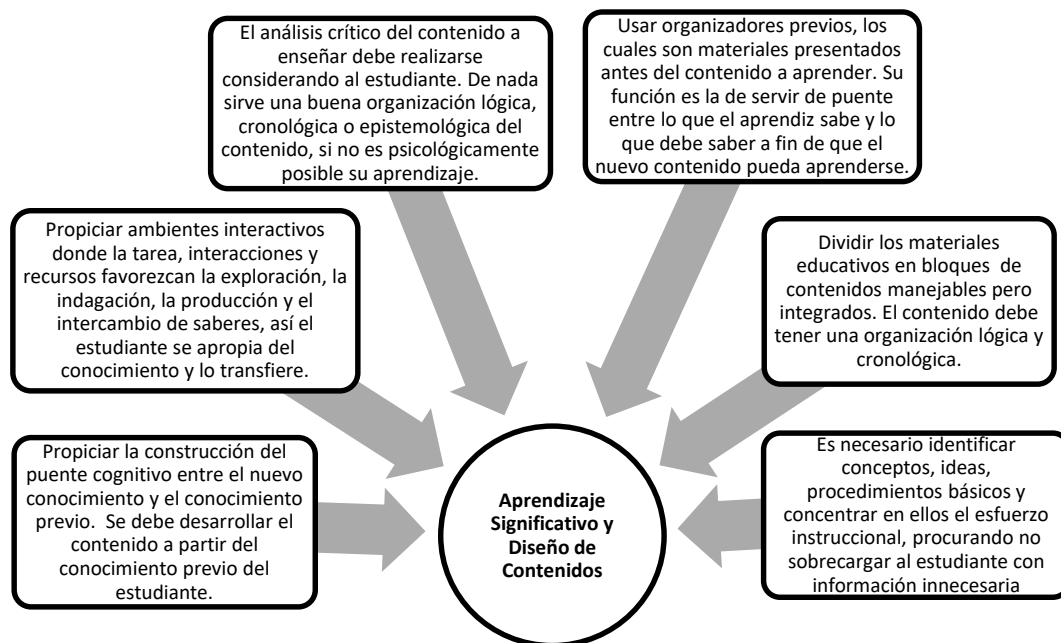 El análisis crítico del contenido a
enseñar debe realizarse
considerando al estudiante. De nada
sirve una buena organización lógica,
cronológica o epistemológica del
contenido, si no es psicológicamente
posible su aprendizaje.
Usar organizadores previos, los
cuales son materiales presentados
antes del contenido a aprender. Su
función es la de servir de puente
entre lo que el aprendiz sabe y lo
que debe saber a fin de que el
nuevo contenido pueda aprenderse.
Propiciar ambientes interactivos
donde la tarea, interacciones y
recursos favorezcan la exploración, la
indagación, la producción y el
intercambio de saberes, así el
estudiante se apropia del
conocimiento y lo transfiere.
Dividir los materiales
educativos en bloques de
contenidos manejables pero
integrados. El contenido debe
tener una organización lógica y
cronológica.
Propiciar la construcción del
puente cognitivo entre el nuevo
conocimiento y el conocimiento
previo. Se debe desarrollar el
contenido a partir del
conocimiento previo del
estudiante.
Aprendizaje
Significativo y
Diseño de
Contenidos
Es necesario identificar
conceptos, ideas,
procedimientos básicos y
concentrar en ellos el esfuerzo
instruccional, procurando no
sobrecargar al estudiante con
información innecesaria